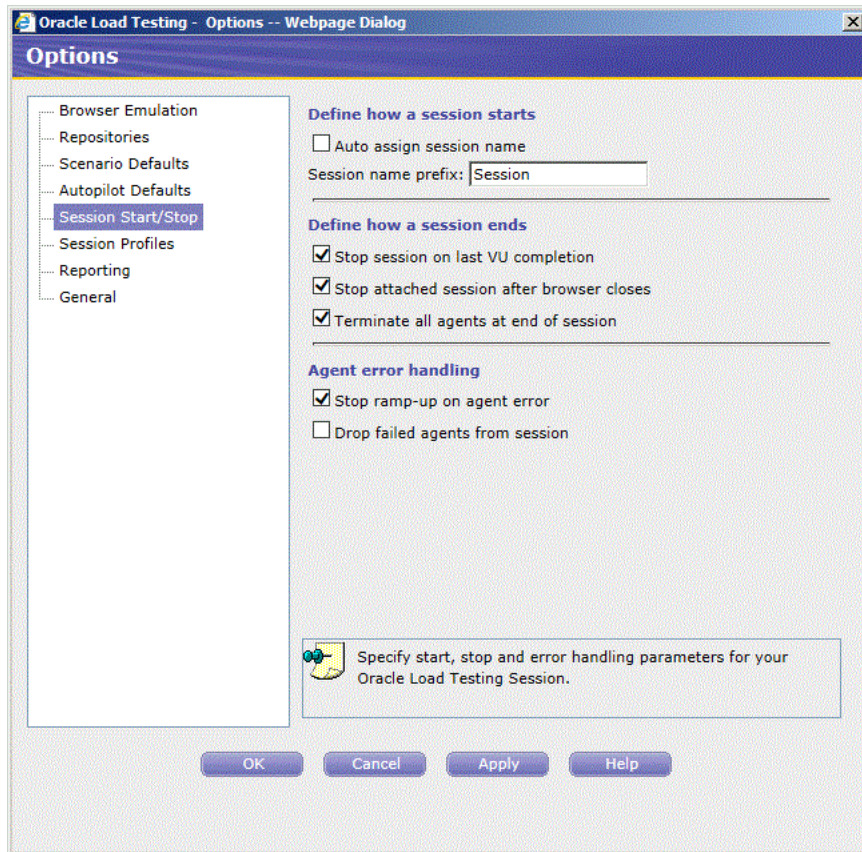 Oracle Load Testing - Options -- Webpage Dialog
Options
Browser Emulation
Repositories
Scenario Defaults
Autopilot Defaults
Session Start/Stop
Session Profiles
Reporting
General
Define how a session starts
Auto assign session name
Session name prefix: Session
Define how a session ends
Stop session on last VU completion
Stop attached session after browser closes
Terminate all agents at end of session
Agent error handling
Stop ramp-up on agent error
Drop failed agents from session
Specify start, stop and error handling parameters for your
Oracle Load Testing Session.
OK
Cancel
Apply
Help